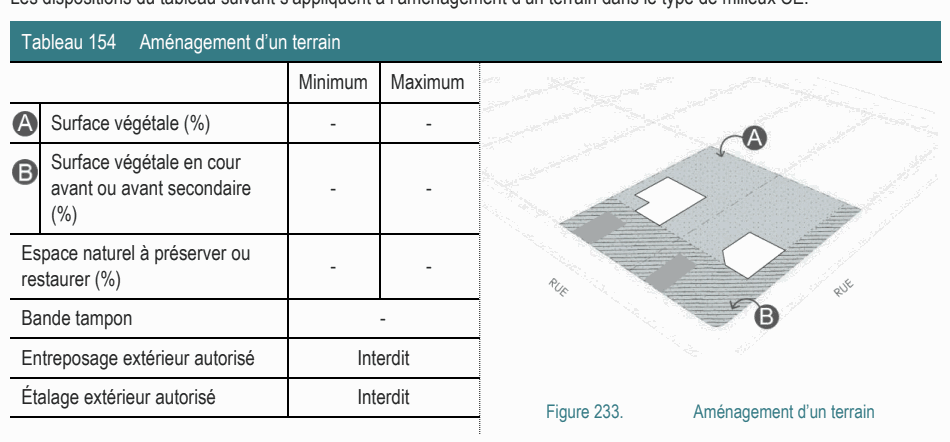 Les dispositions du tableau suivant s'appliquent à l'aménagement d'un terrain dans le type de milieux CE.
Tableau 154 Aménagement d'un terrain
Minimum Maximum
A Surface végétale (%) - -
B Surface végétale en cour
avant ou avant secondaire
(%) - -
Espace naturel à préserver ou
restaurer (%) - -
Bande tampon -
Entreposage extérieur autorisé Interdit
Étalage extérieur autorisé Interdit
A
RUE
RUE
B
Figure 233. Aménagement d'un terrain